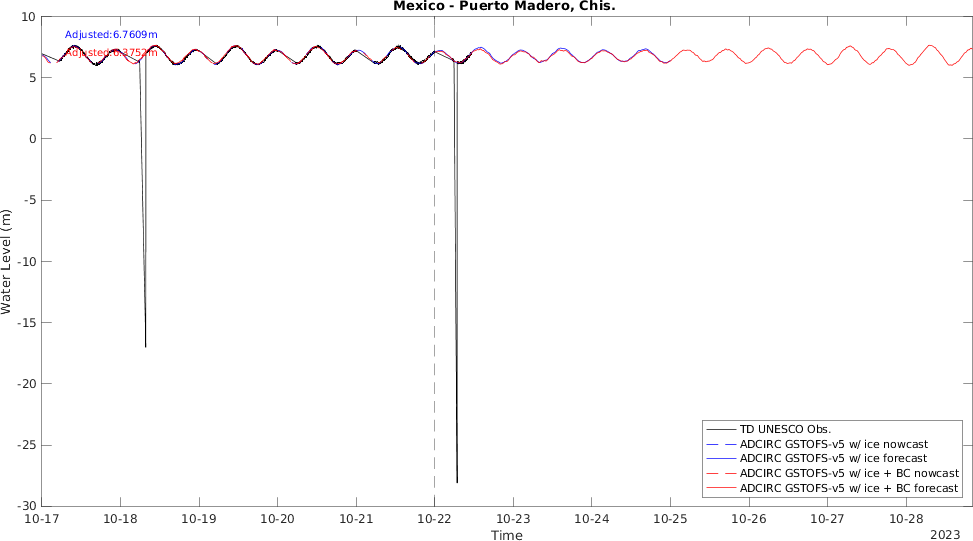 Mexico - Puerto Madero, Chis.
Adjusted:6.7609m
Adjusted:6.3752m
Water Level (m)
10
5
0
-5
-10
-15
-20
-25
-30
TD UNESCO Obs.
ADCIRC GSTOFS-v5 w/ ice nowcast
ADCIRC GSTOFS-v5 w/ ice forecast
ADCIRC GSTOFS-v5 w/ ice + BC nowcast
ADCIRC GSTOFS-v5 w/ ice + BC forecast
10-17 10-18 10-19 10-20 10-21 10-22 10-23 10-24 10-25 10-26 10-27 10-28
Time
2023